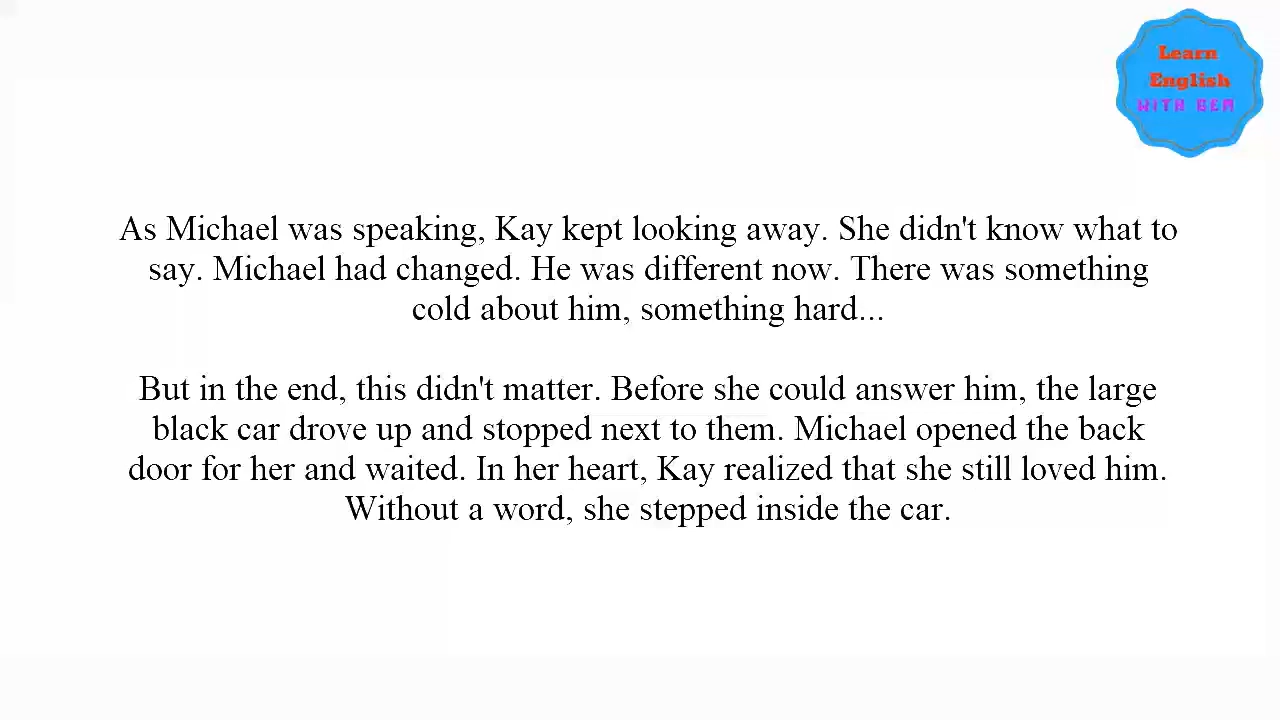 Learn
English
WITH BEN
As Michael was speaking, Kay kept looking away. She didn't know what to
say. Michael had changed. He was different now. There was something
cold about him, something hard...
But in the end, this didn't matter. Before she could answer him, the large
black car drove up and stopped next to them. Michael opened the back
door for her and waited. In her heart, Kay realized that she still loved him.
Without a word, she stepped inside the car.